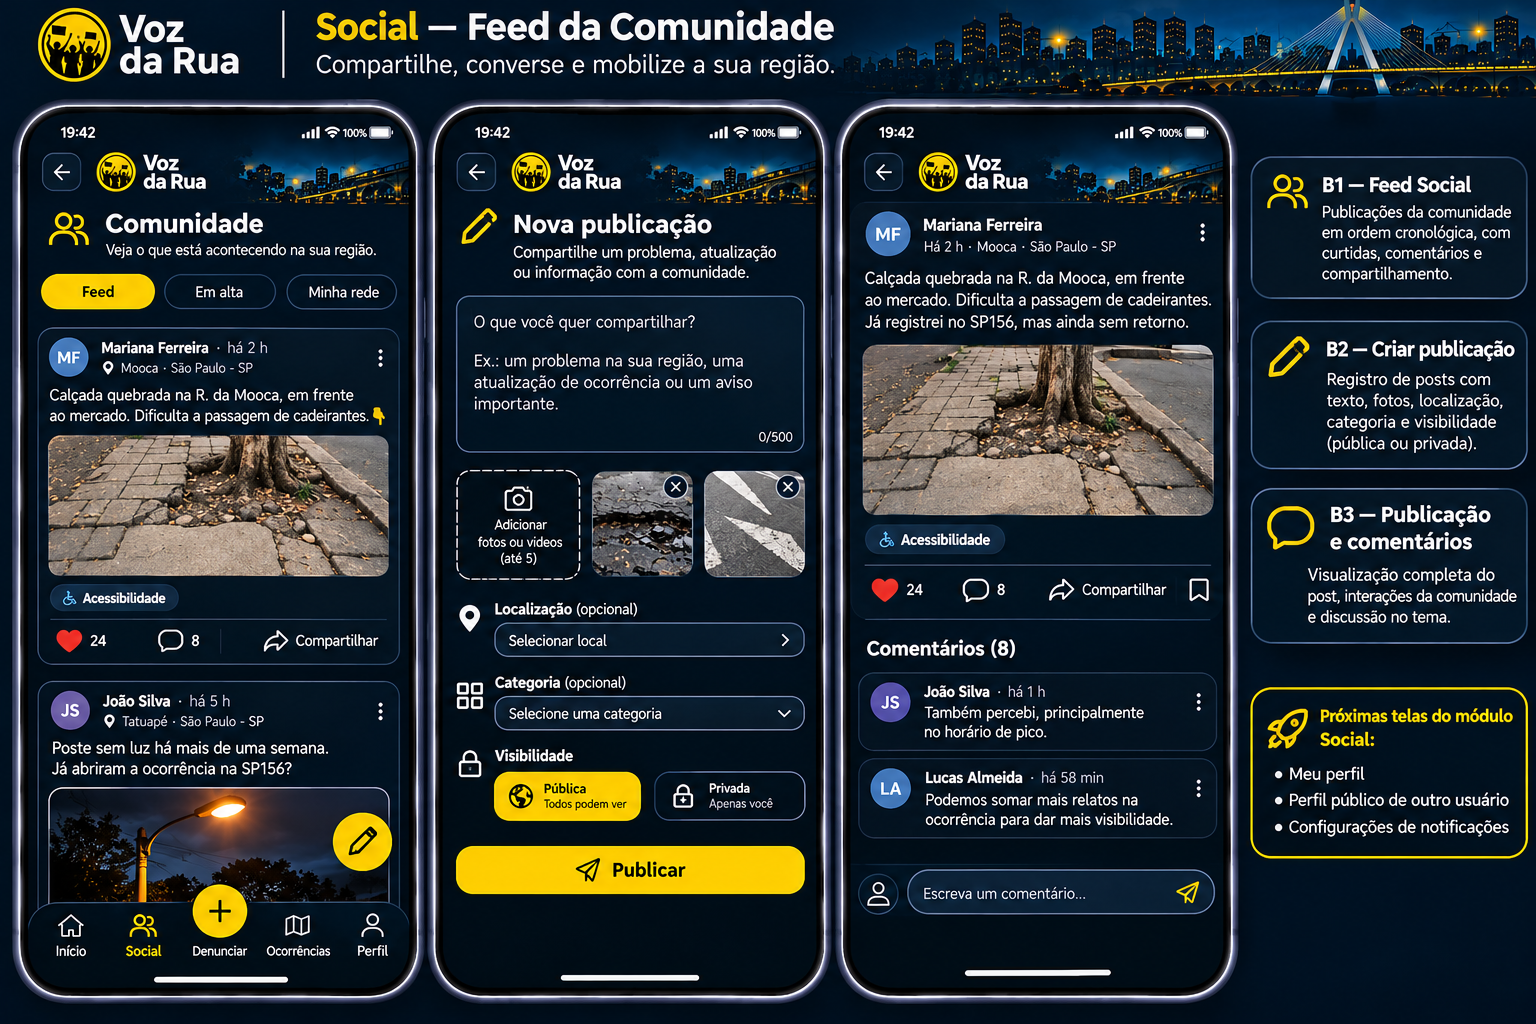 Voz
da Rua
Social — Feed da Comunidade
Compartilhe, converse e mobilize a sua região.
19:42
100%
Voz
da Rua
Comunidade
Veja o que está acontecendo na sua região.
Feed
Em alta
Minha rede
MF
Mariana Ferreira · há 2 h
Mooca · São Paulo - SP
Calçada quebrada na R. da Mooca, em frente
ao mercado. Dificulta a passagem de cadeirantes.👇
Acessibilidade
24
8
Compartilhar
JS
João Silva · há 5 h
Tatuapé · São Paulo - SP
Poste sem luz há mais de uma semana.
Já abriram a ocorrência na SP156?
Início
Social
Denunciar
Ocorrências
Perfil
19:42
100%
Voz
da Rua
Nova publicação
Compartilhe um problema, atualização
ou informação com a comunidade.
O que você quer compartilhar?
Ex.: um problema na sua região, uma
atualização de ocorrência ou um aviso
importante.
0/500
Adicionar
fotos ou videos
(até 5)
Localização (opcional)
Selecionar local
Categoria (opcional)
Selecione uma categoria
Visibilidade
Pública
Todos podem ver
Privada
Apenas você
Publicar
19:42
100%
Voz
da Rua
MF
Mariana Ferreira
Há 2 h · Mooca · São Paulo - SP
Calçada quebrada na R. da Mooca, em frente
ao mercado. Dificulta a passagem de cadeirantes.
Já registrei no SP156, mas ainda sem retorno.
Acessibilidade
24
8
Compartilhar
Comentários (8)
JS
João Silva · há 1 h
Também percebi, principalmente
no horário de pico.
LA
Lucas Almeida · há 58 min
Podemos somar mais relatos na
ocorrência para dar mais visibilidade.
Escreva um comentário...
B1 — Feed Social
Publicações da comunidade
em ordem cronológica, com
curtidas, comentários e
compartilhamento.
B2 — Criar publicação
Registro de posts com
texto, fotos, localização,
categoria e visibilidade
(pública ou privada).
B3 — Publicação
e comentários
Visualização completa do
post, interações da comunidade
e discussão no tema.
Próximas telas do módulo
Social:
• Meu perfil
• Perfil público de outro usuário
• Configurações de notificações